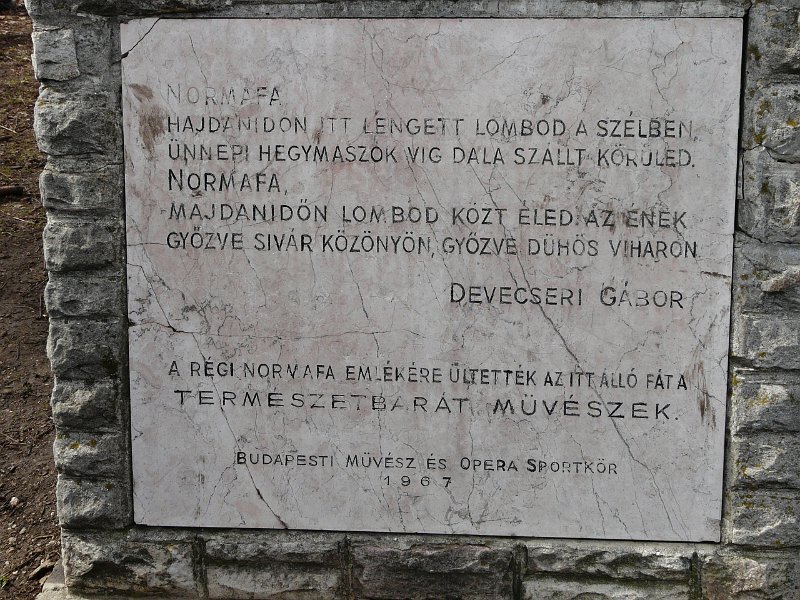 NORMAFA
HAJDANIDON ITT LENGETT LOMBOD A SZÉLBEN,
ÜNNEPI HEGYMASZOK VIG DALA SZÁLLT KÖRÜLED.
NORMAFA,
MAJDANIDŐN LOMBOD KÖZT ÉLED AZ ÉNEK
GYŐZVE SIVÁR KÖZÖNYÖN, GYŐZVE DÜHÖS VIHARON
DEVECSERI GÁBOR
A RÉGI NORMAFA EMLÉKÉRE ÜLTETTÉK AZ ITT ÁLLÓ FÁT A
TERMÉSZETBARÁT MŰVÉSZEK.
BUDAPESTI MŰVÉSZ ÉS OPERA SPORTKÖR
1967